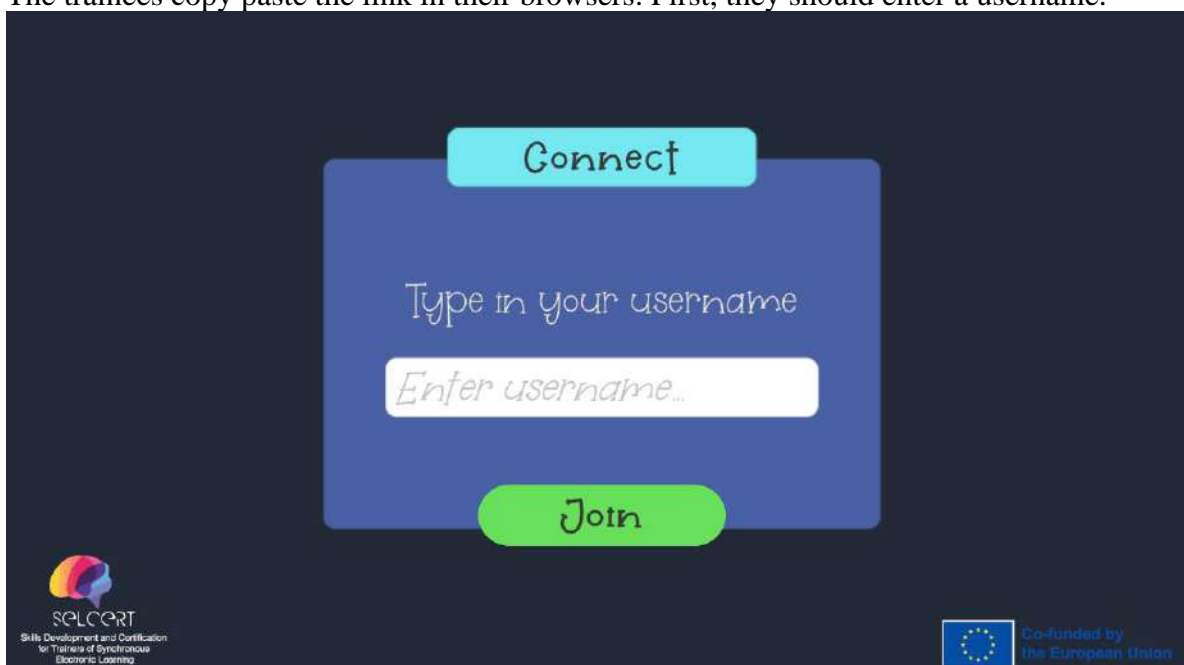 The trainees copy paste the link in their browsers. First, they should enter a username.
Connect
Type in your username
Enter username...
Join
SELCERT
Skills Development and Certification
for Trainers of Synchronous
Electronic Learning
Co-funded by
the European Union